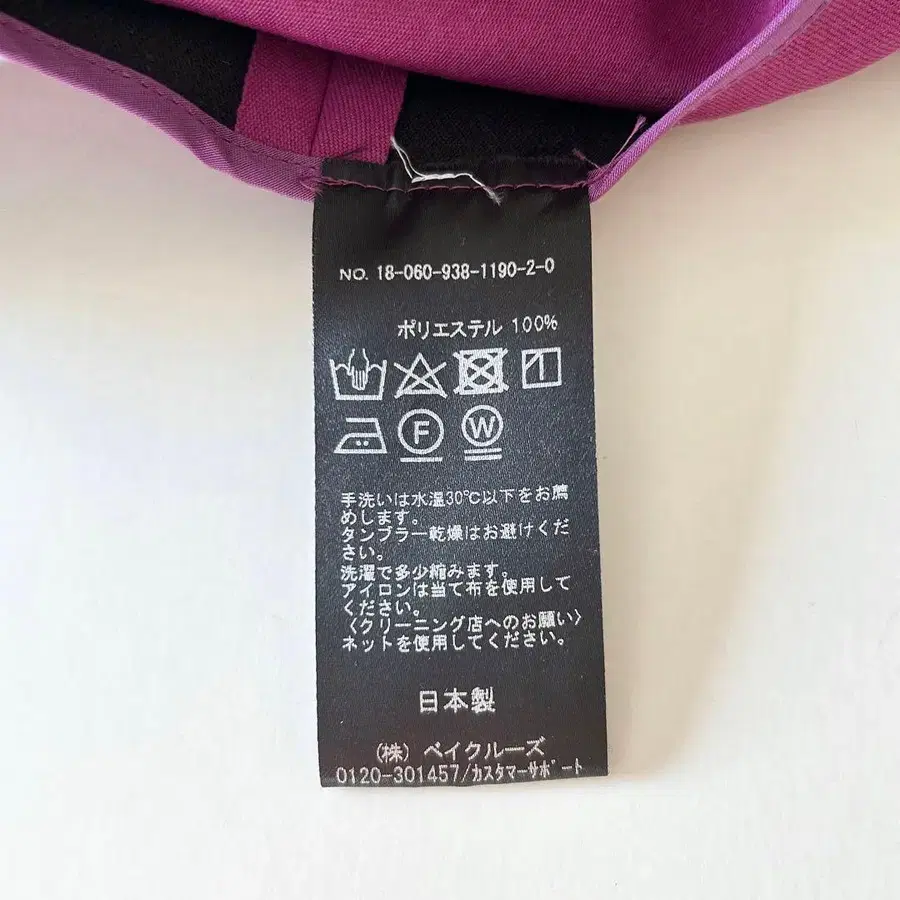 NO. 18-060-938-1190-2-0
ポリエステル 100%
F W
手洗いは水温30℃以下をお薦
めします。
タンブラー乾燥はお避けくだ
さい。
洗濯で多少縮みます。
アイロンは当て布を使用して
ください。
〈クリーニング店へのお願い〉
ネットを使用してください。
日本製
(株) ベイクルーズ
0120-301457/カスタマーサポート